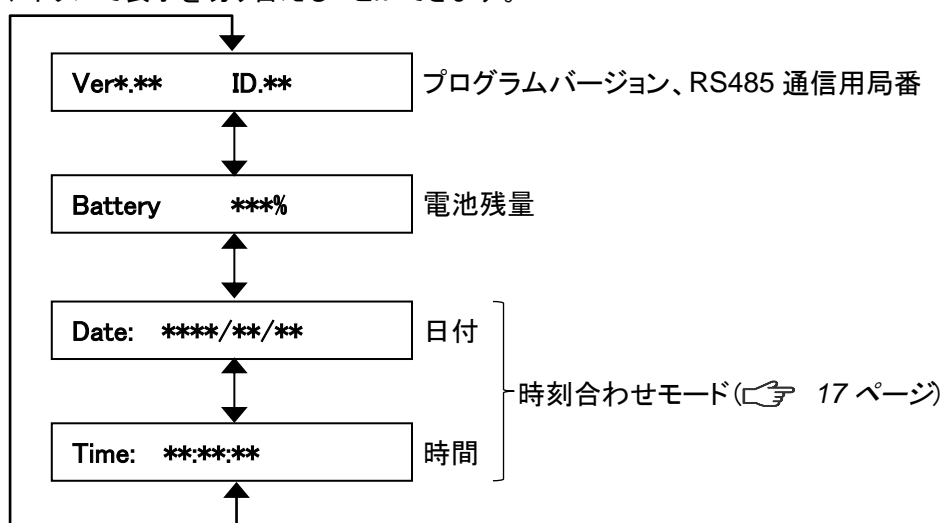 Ver*.** ID.** プログラムバージョン、RS485 通信用局番
Battery ***% 電池残量
Date: ****/**/** 日付
時刻合わせモード(☞ 17 ページ)
Time: **:**:** 時間